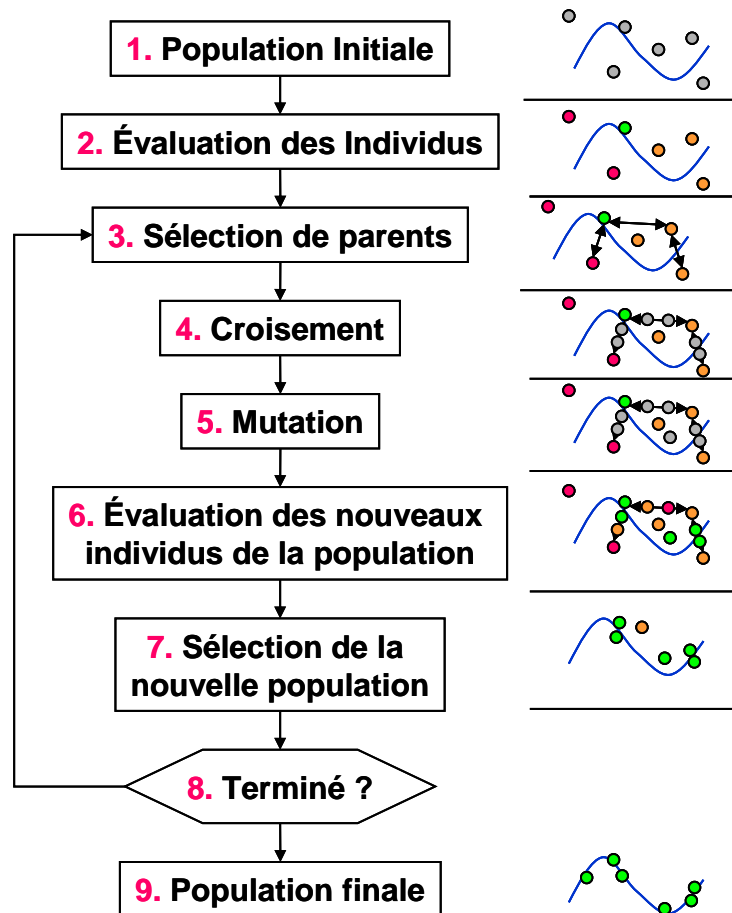 1. Population Initiale
2. Évaluation des Individus
3. Sélection de parents
4. Croisement
5. Mutation
6. Évaluation des nouveaux
individus de la population
7. Sélection de la
nouvelle population
8. Terminé ?
9. Population finale